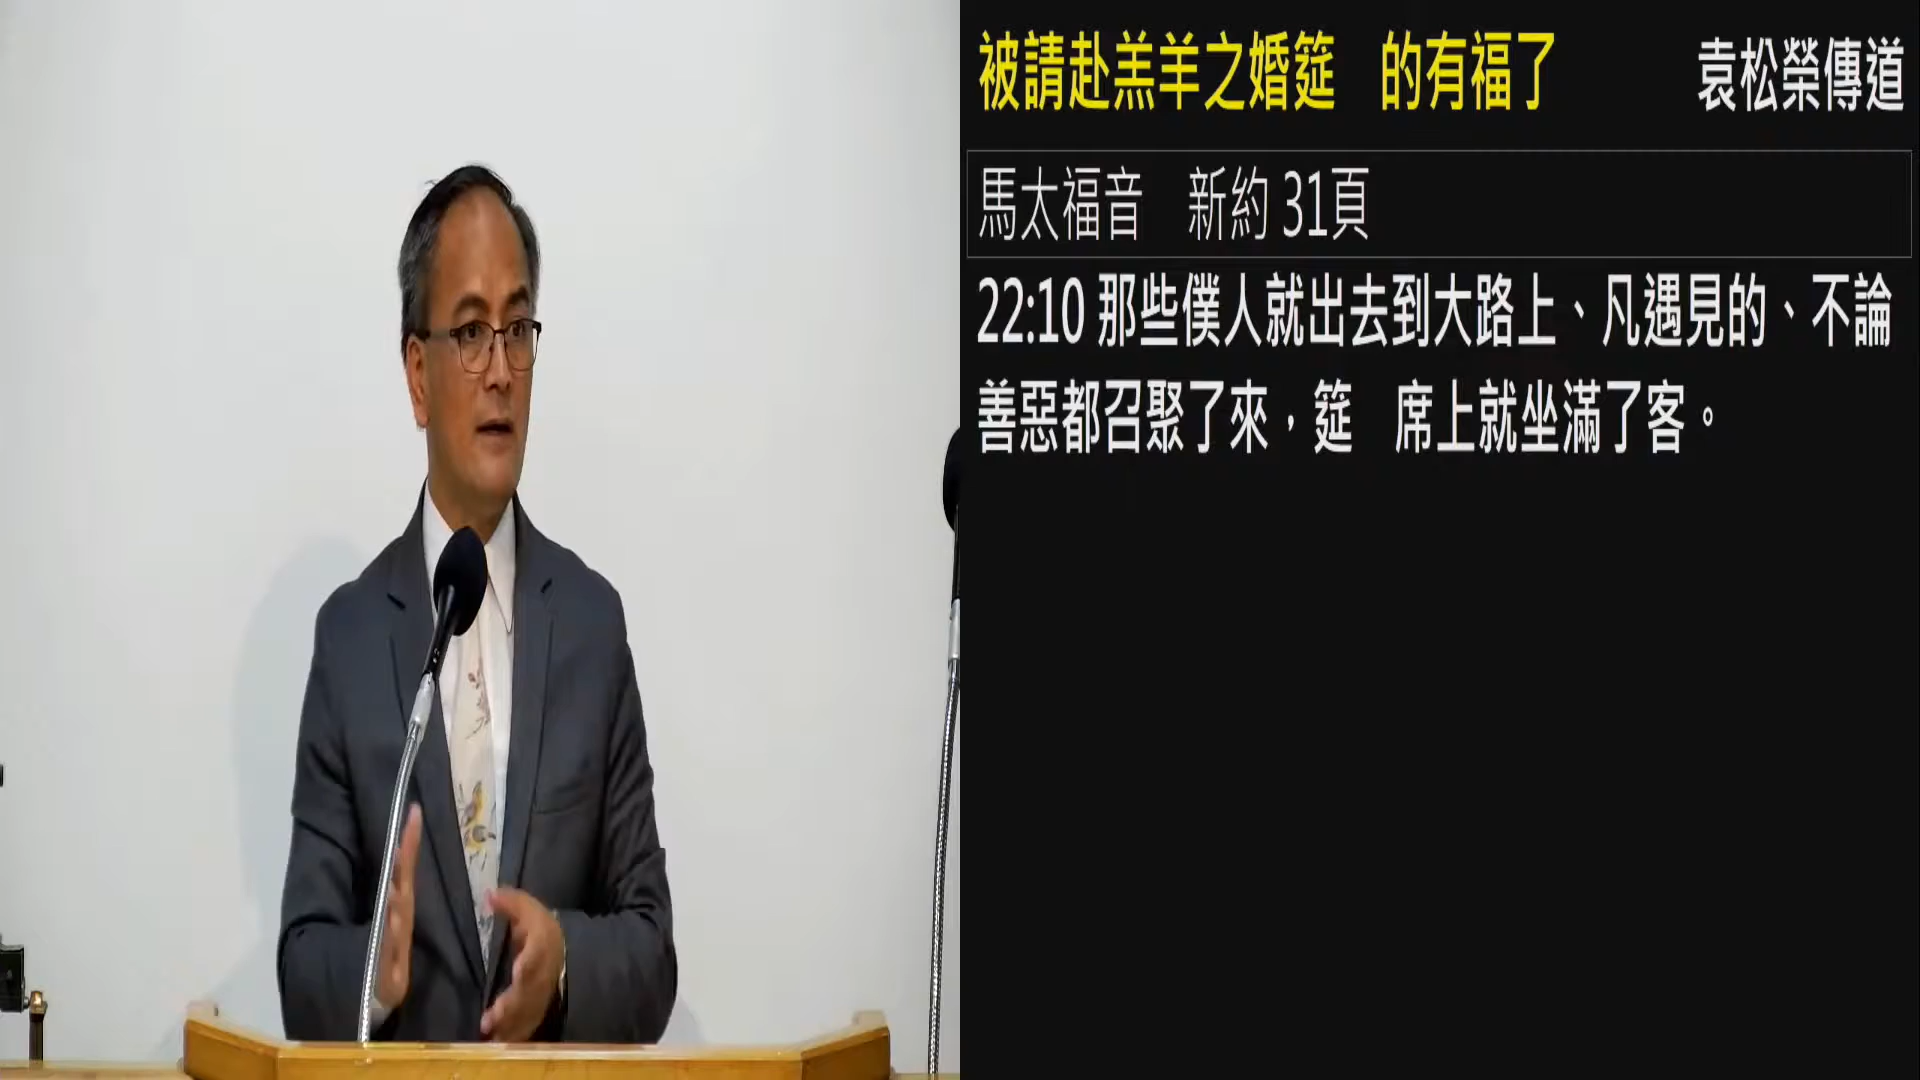 被請赴羔羊之婚筵　的有福了　袁松榮傳道
馬太福音　新約 31頁
22:10 那些僕人就出去到大路上、凡遇見的、不論
善惡都召聚了來，筵　席上就坐滿了客。